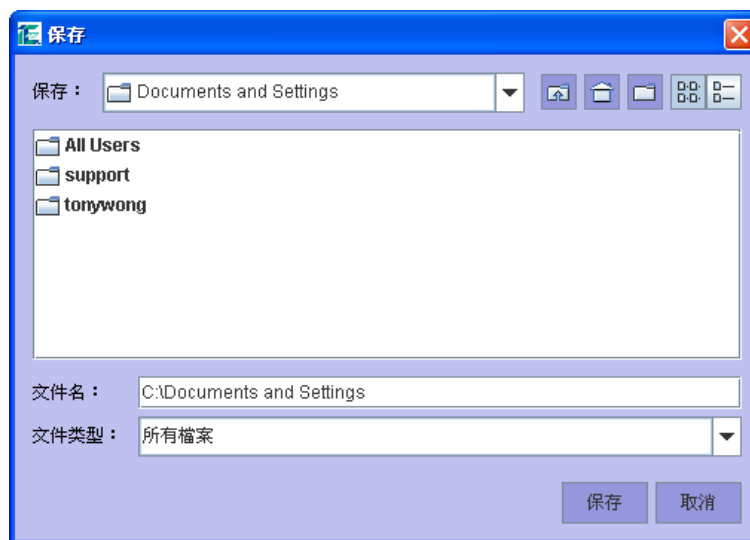 保存
保存： Documents and Settings
All Users
support
tonywong
文件名： C:\Documents and Settings
文件类型： 所有檔案
保存 取消